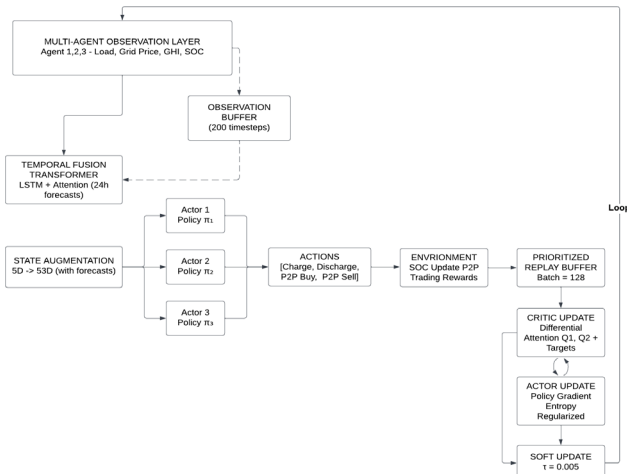 MULTI-AGENT OBSERVATION LAYER
Agent 1,2,3 - Load, Grid Price, GHI, SOC
OBSERVATION
BUFFER
(200 timesteps)
TEMPORAL FUSION
TRANSFORMER
LSTM + Attention (24h
forecasts)
Loop
STATE AUGMENTATION
5D -> 53D (with forecasts)
Actor 1
Policy π₁
Actor 2
Policy π₂
Actor 3
Policy π₃
ACTIONS
[Charge, Discharge,
P2P Buy, P2P Sell]
ENVRIONMENT
SOC Update P2P
Trading Rewards
PRIORITIZED
REPLAY BUFFER
Batch = 128
CRITIC UPDATE
Differential
Attention Q1, Q2 +
Targets
ACTOR UPDATE
Policy Gradient
Entropy
Regularized
SOFT UPDATE
τ = 0.005